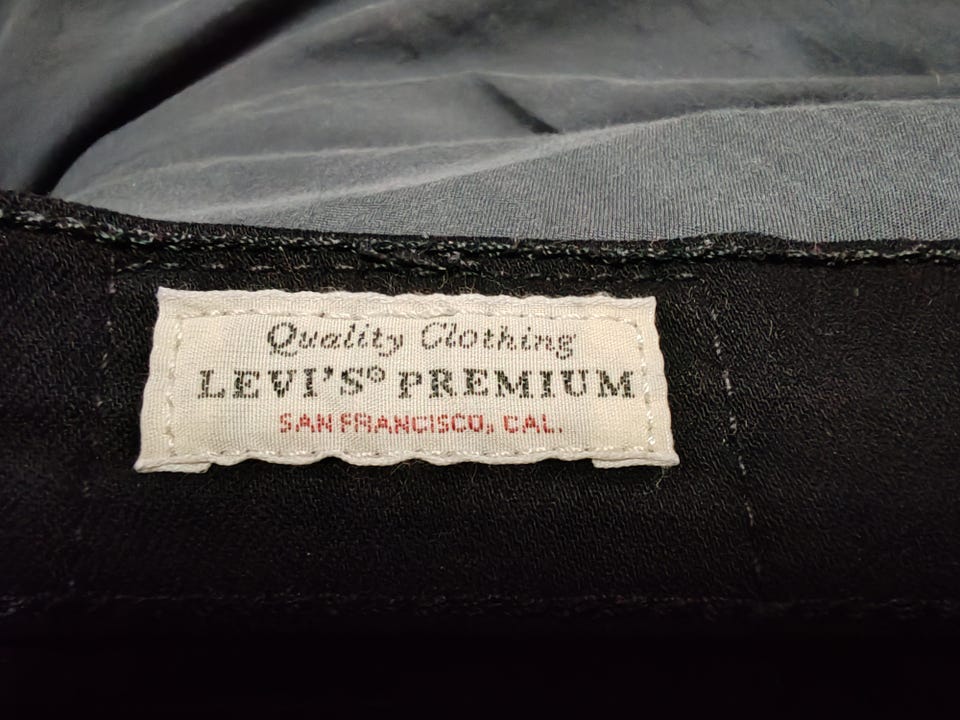 Quality Clothing
LEVI'S® PREMIUM
SAN FRANCISCO, CAL.